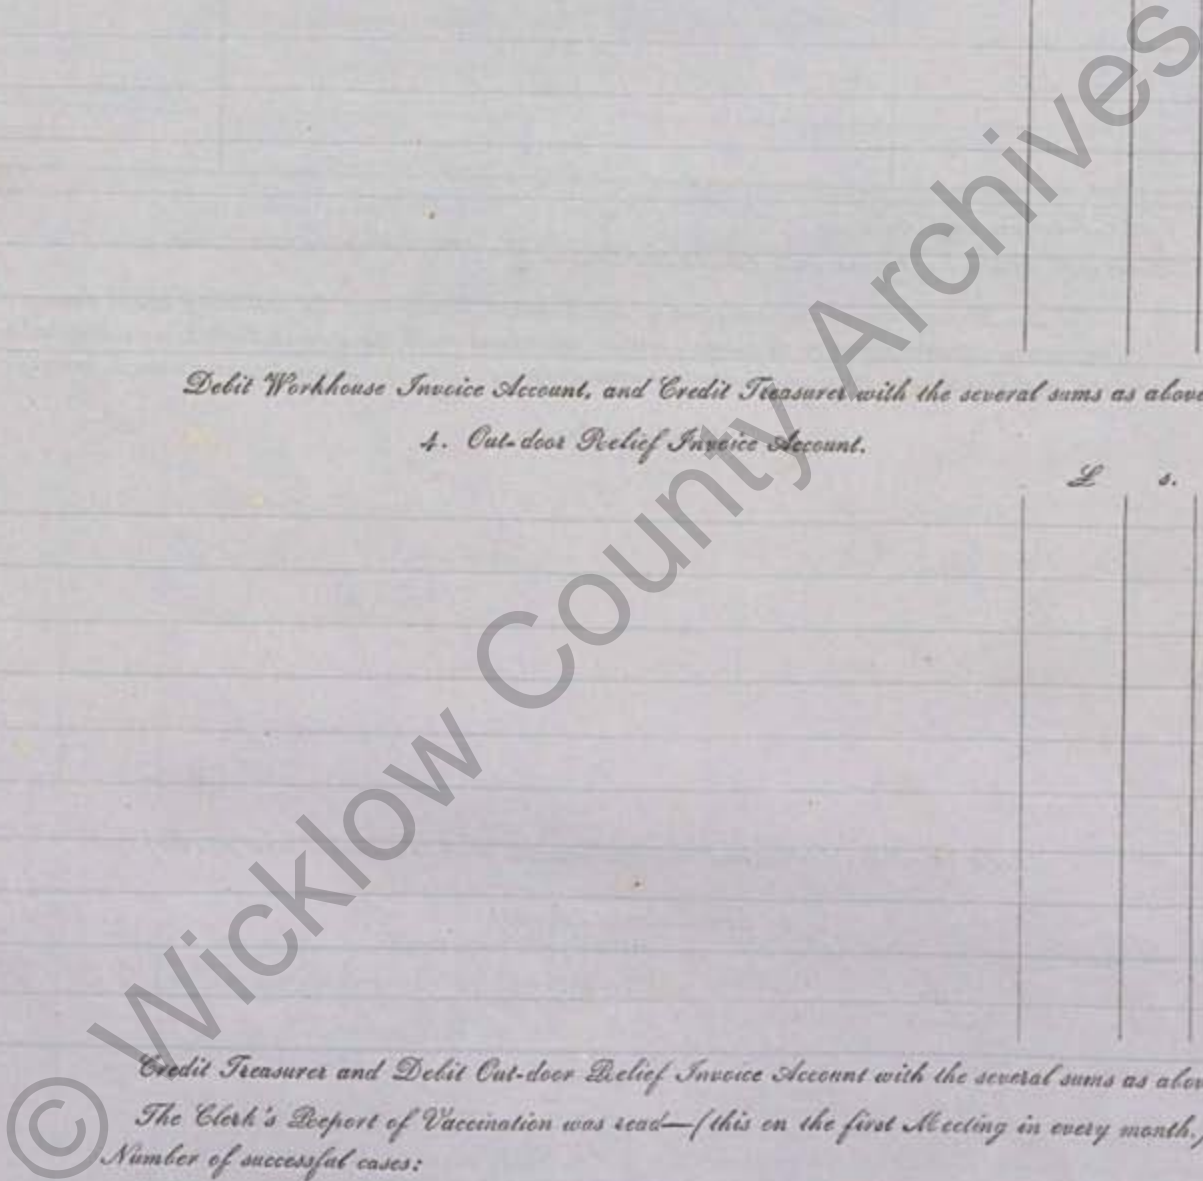 Debit Workhouse Invoice Account, and Credit Treasurer with the several sums as above
4. Out-door Relief Invoice Account.
£ s.
Credit Treasurer and Debit Out-door Relief Invoice Account with the several sums as abov
The Clerk's Report of Vaccination was read—(this on the first Meeting in every month,)
Number of successful cases:
© Wicklow County Archives